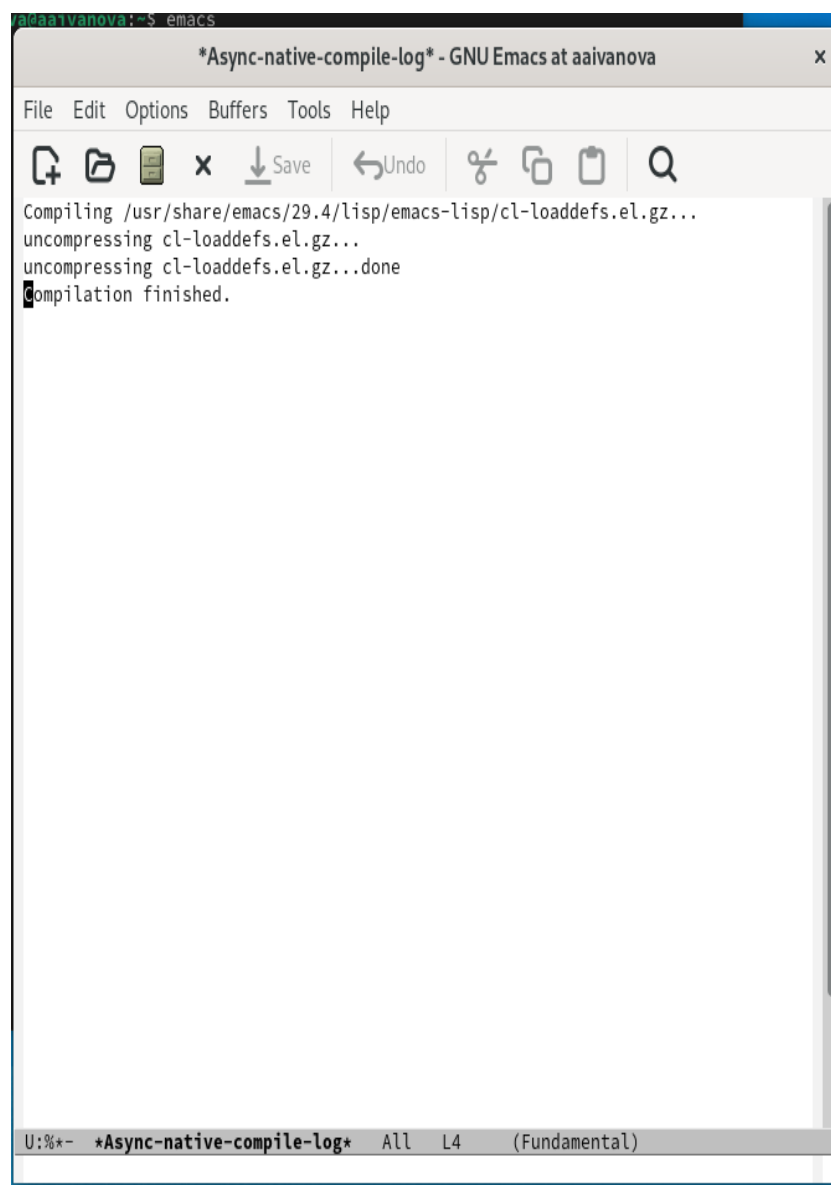 va@aaivanova:~$ emacs
*Async-native-compile-log* - GNU Emacs at aaivanova
File Edit Options Buffers Tools Help
Save Undo
Compiling /usr/share/emacs/29.4/lisp/emacs-lisp/cl-loaddefs.el.gz...
uncompressing cl-loaddefs.el.gz...
uncompressing cl-loaddefs.el.gz...done
Compilation finished.
U:%*- *Async-native-compile-log* All L4 (Fundamental)